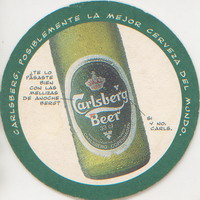 CARLSBERG. POSIBLEMENTE LA MEJOR CERVEZA DEL MUNDO.
¿TE LO
PASASTE
BIEN
CON LAS
MELLIZAS
DE ANOCHE
BERG?
SI
Y NO,
CARLS.
Carlsberg
Beer